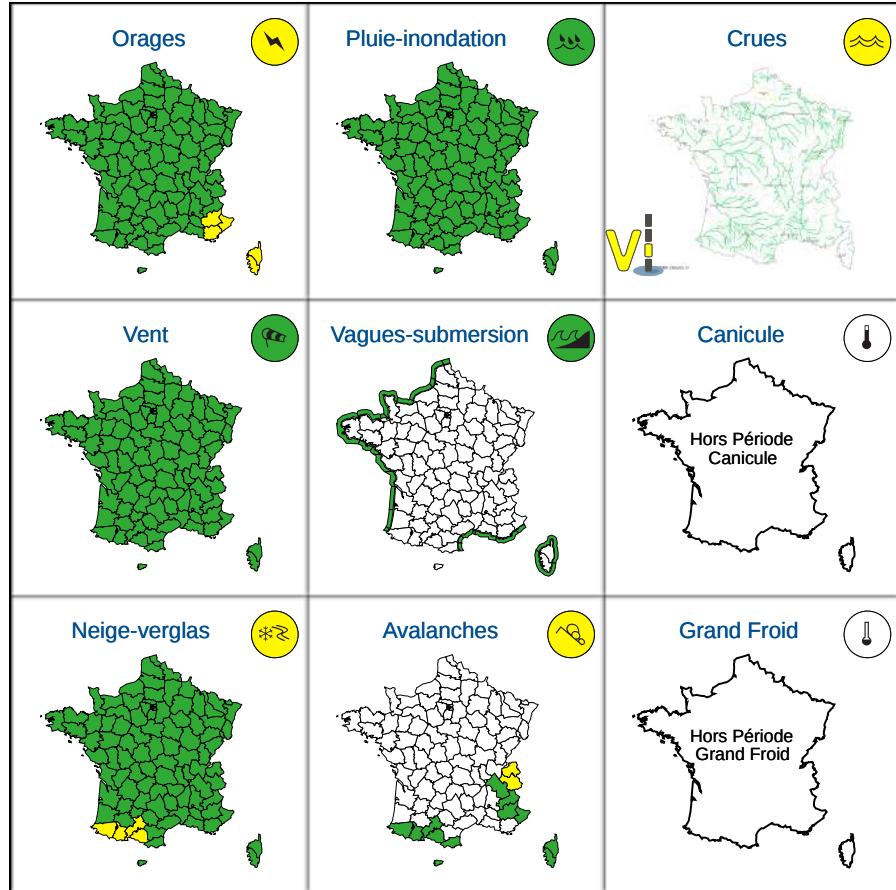 Orages
Pluie-inondation
Crues
Vent
Vagues-submersion
Canicule
Hors Période
Canicule
Neige-verglas
Avalanches
Grand Froid
Hors Période
Grand Froid